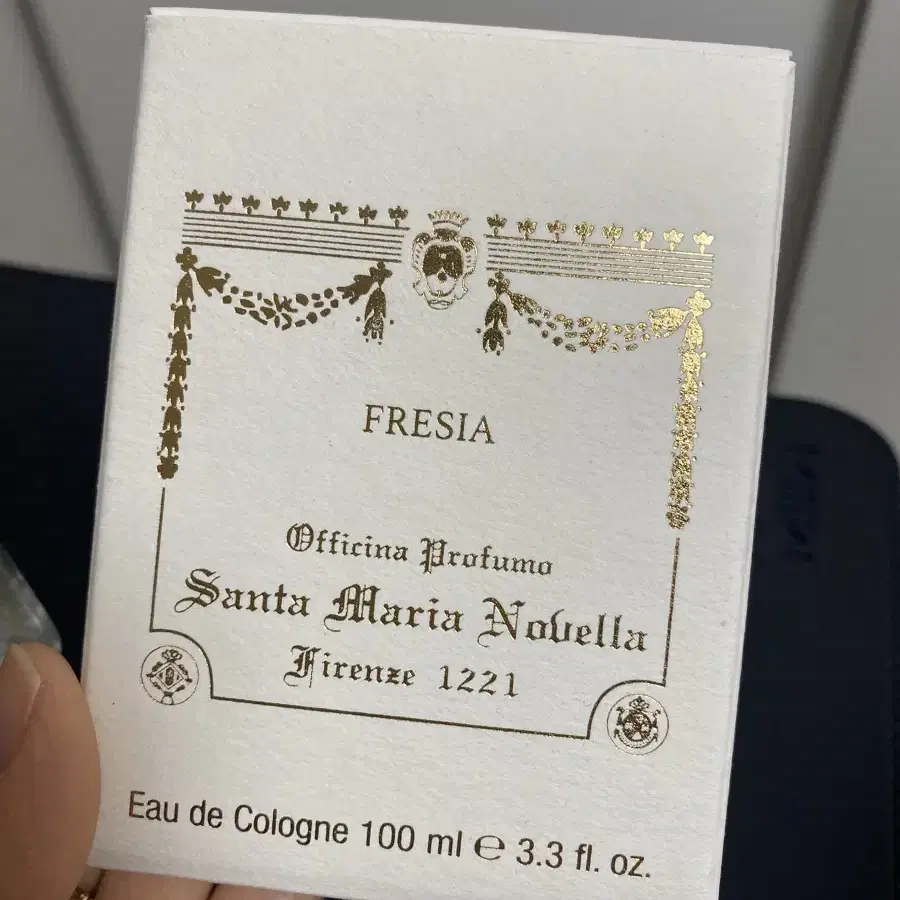 FRESIA
Officina Profumo
Santa Maria Novella
Firenze 1221
Eau de Cologne 100 ml ℮ 3.3 fl. oz.